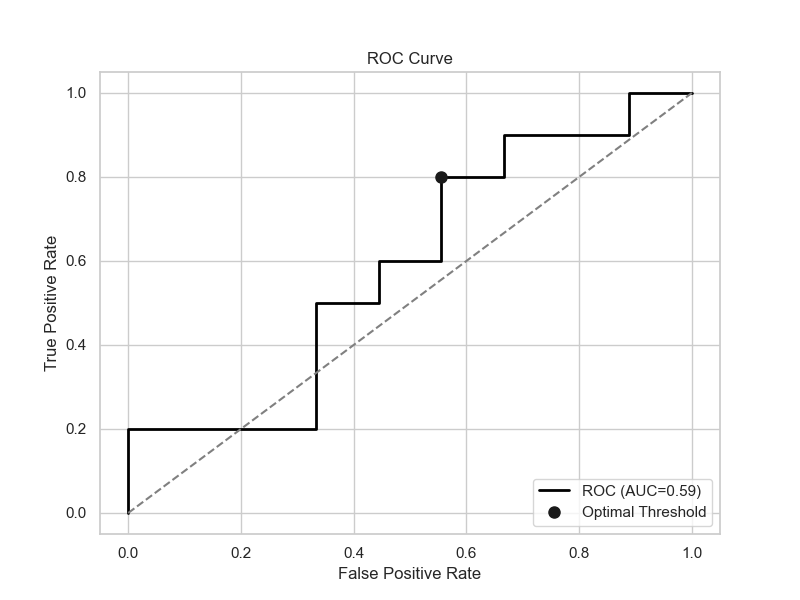 ROC Curve
1.0
0.8
0.6
0.4
0.2
0.0
True Positive Rate
0.0 0.2 0.4 0.6 0.8 1.0
False Positive Rate
ROC (AUC=0.59)
Optimal Threshold